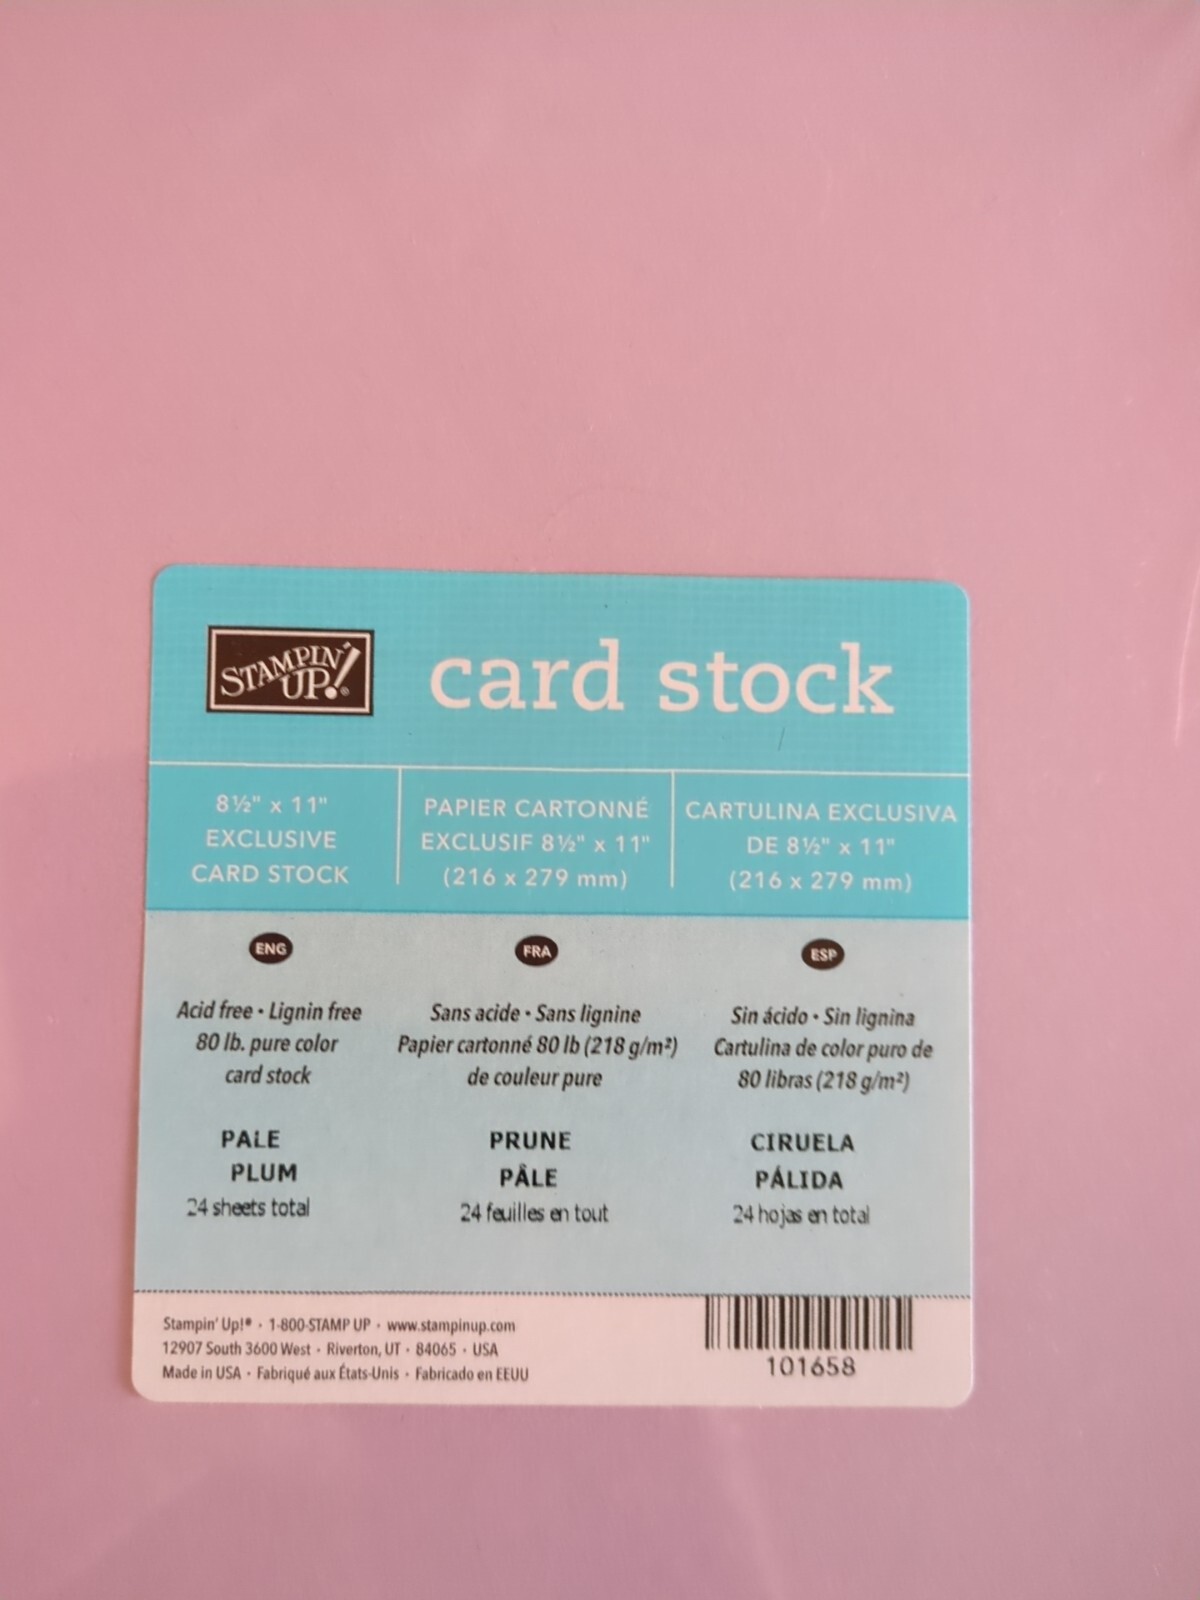 STAMPIN' UP!®
card stock
8½" x 11"
EXCLUSIVE
CARD STOCK
PAPIER CARTONNÉ
EXCLUSIF 8½" x 11"
(216 x 279 mm)
CARTULINA EXCLUSIVA
DE 8½" x 11"
(216 x 279 mm)
ENG
Acid free • Lignin free
80 lb. pure color
card stock
PALE
PLUM
24 sheets total
FRA
Sans acide • Sans lignine
Papier cartonné 80 lb (218 g/m²)
de couleur pure
PRUNE
PÂLE
24 feuilles en tout
ESP
Sin ácido • Sin lignina
Cartulina de color puro de
80 libras (218 g/m²)
CIRUELA
PÁLIDA
24 hojas en total
Stampin' Up!® • 1-800-STAMP UP • www.stampinup.com
12907 South 3600 West • Riverton, UT • 84065 • USA
Made in USA • Fabriqué aux États-Unis • Fabricado en EEUU
101658